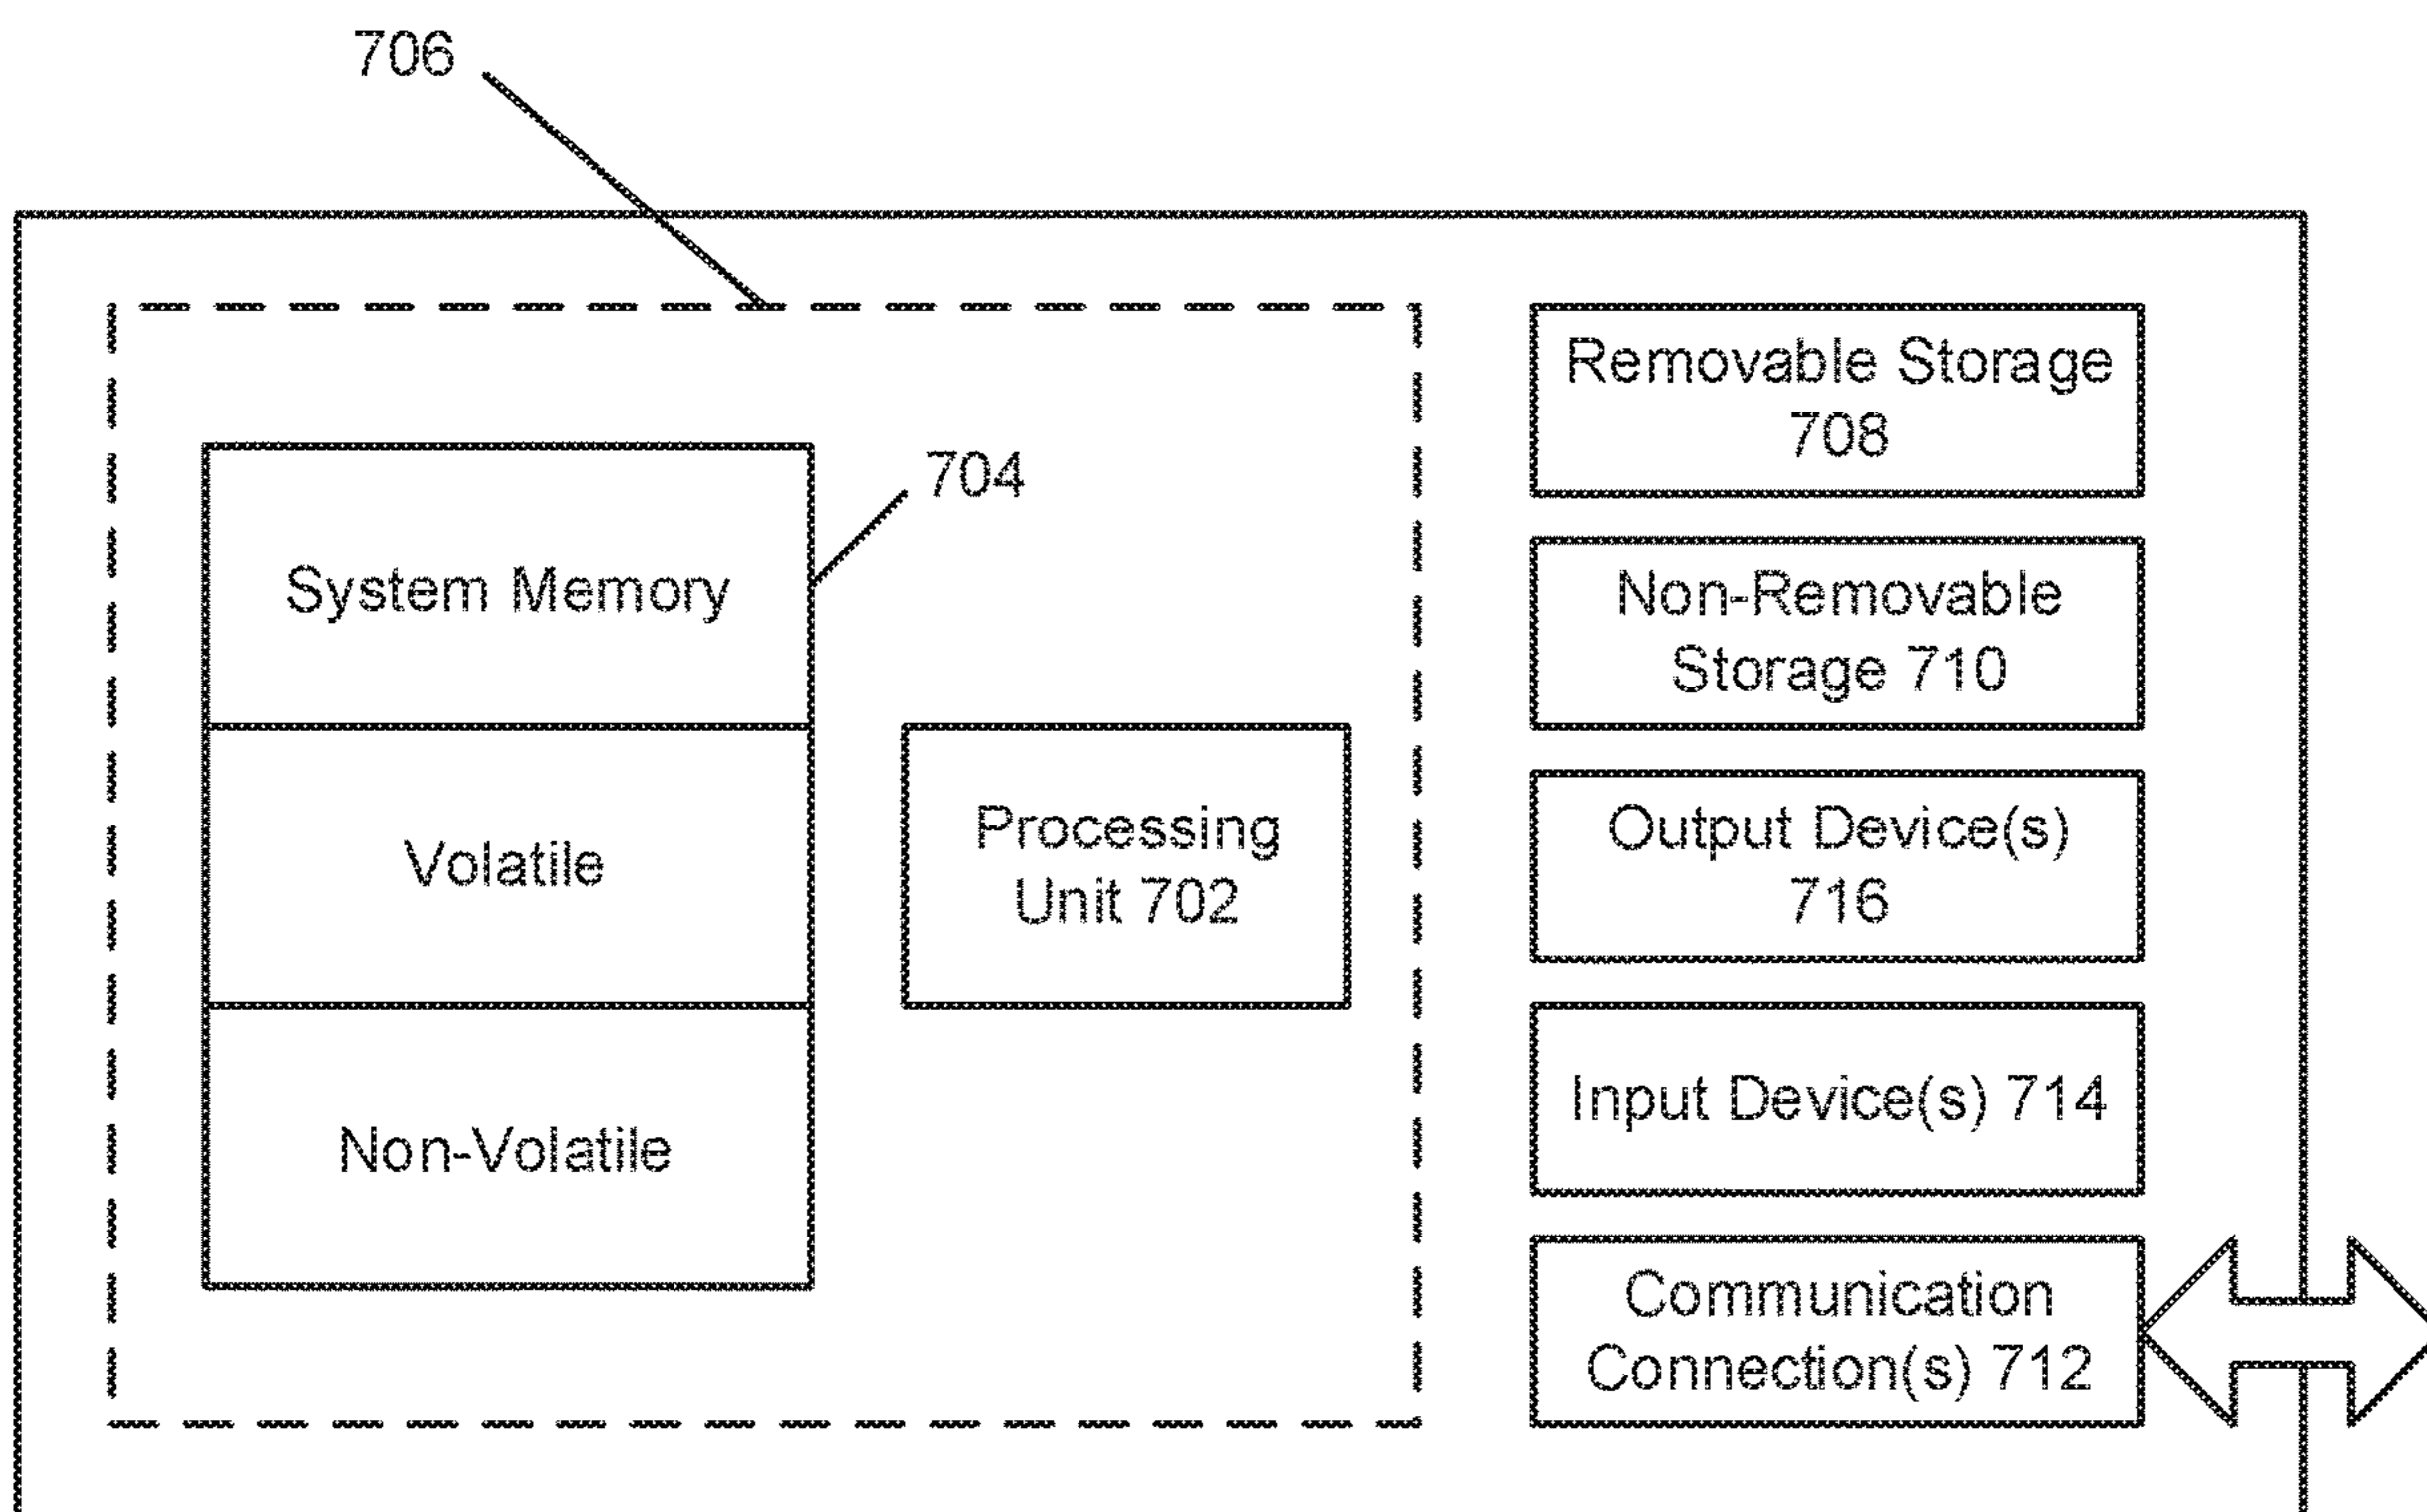 706
704
System Memory
Volatile
Non-Volatile
Processing
Unit 702
Removable Storage
708
Non-Removable
Storage 710
Output Device(s)
716
Input Device(s) 714
Communication
Connection(s) 712